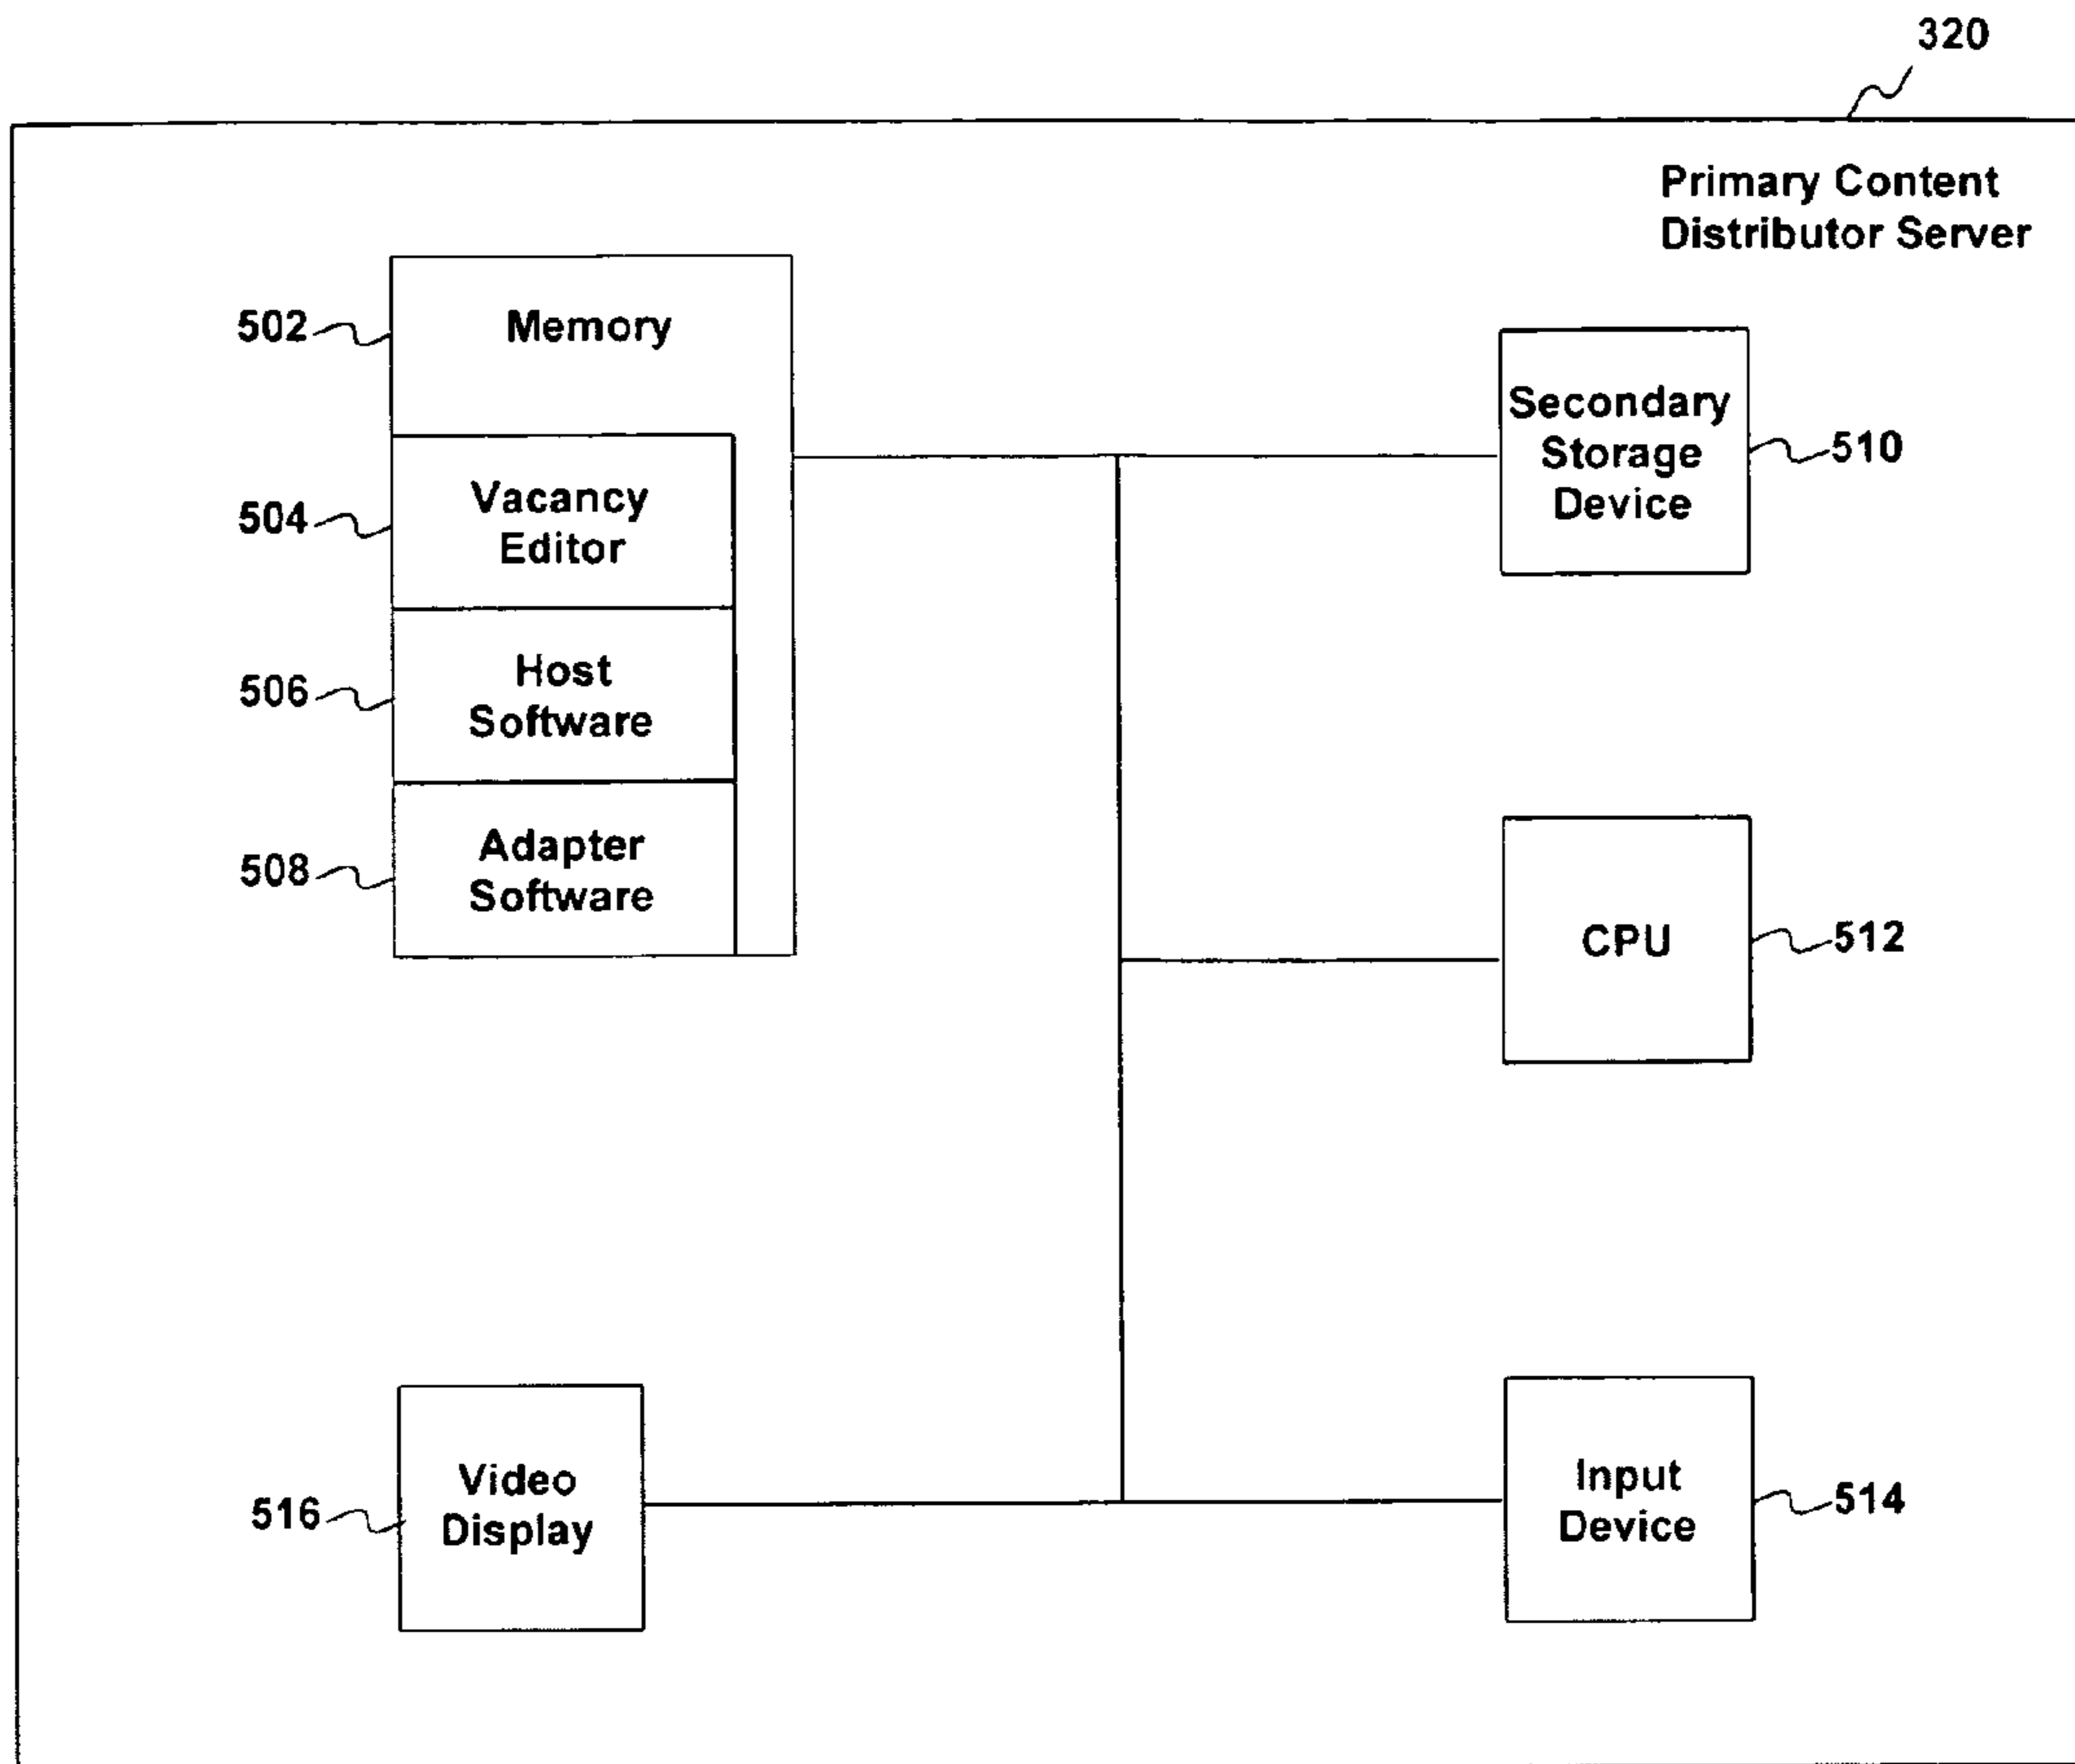 320
Primary Content
Distributor Server
502
Memory
Secondary
Storage
Device
510
504
Vacancy
Editor
506
Host
Software
508
Adapter
Software
CPU
512
516
Video
Display
Input
Device
514